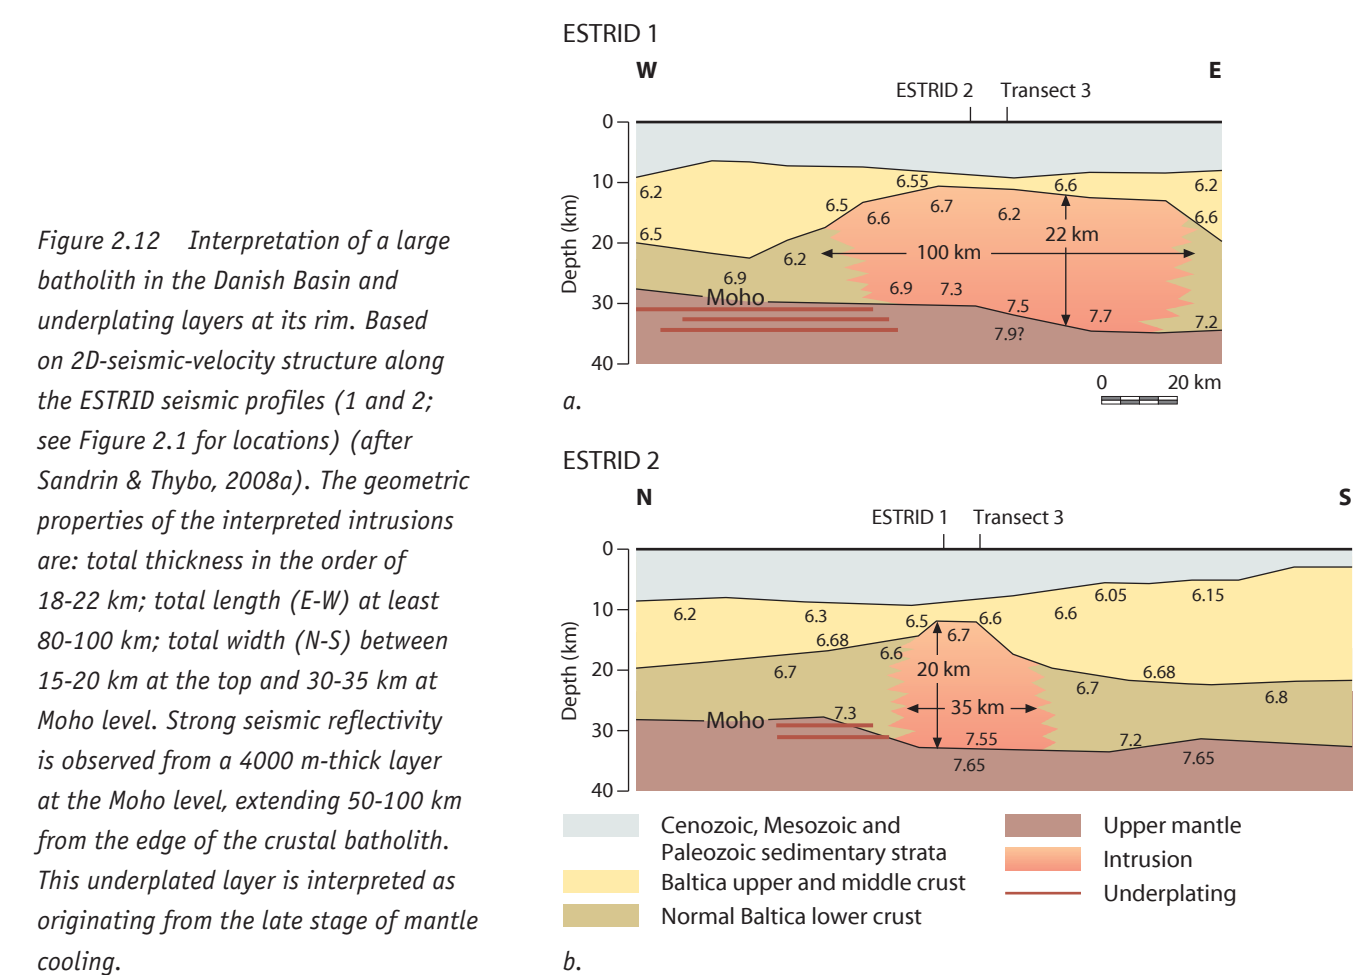 Figure 2.12 Interpretation of a large
batholith in the Danish Basin and
underplating layers at its rim. Based
on 2D-seismic-velocity structure along
the ESTRID seismic profiles (1 and 2;
see Figure 2.1 for locations) (after
Sandrin & Thybo, 2008a). The geometric
properties of the interpreted intrusions
are: total thickness in the order of
18-22 km; total length (E-W) at least
80-100 km; total width (N-S) between
15-20 km at the top and 30-35 km at
Moho level. Strong seismic reflectivity
is observed from a 4000 m-thick layer
at the Moho level, extending 50-100 km
from the edge of the crustal batholith.
This underplated layer is interpreted as
originating from the late stage of mantle
cooling.
ESTRID 1
W E
ESTRID 2 Transect 3
0
10
20
30
40
Depth (km)
6.2 6.55 6.6 6.2
6.5 6.6 6.7 6.2 6.6
6.5 22 km
6.2 100 km
6.9 6.9 7.3
Moho 7.5 7.7 7.2
7.9?
0 20 km
a.
ESTRID 2
N S
ESTRID 1 Transect 3
0
10
20
30
40
Depth (km)
6.05 6.15
6.2 6.3 6.5 6.6 6.6
6.68 6.6 6.7
6.7 20 km 6.68
6.7 6.8
7.3 35 km
Moho
7.55 7.2
7.65 7.65
Cenozoic, Mesozoic and
Paleozoic sedimentary strata
Baltica upper and middle crust
Normal Baltica lower crust
Upper mantle
Intrusion
Underplating
b.